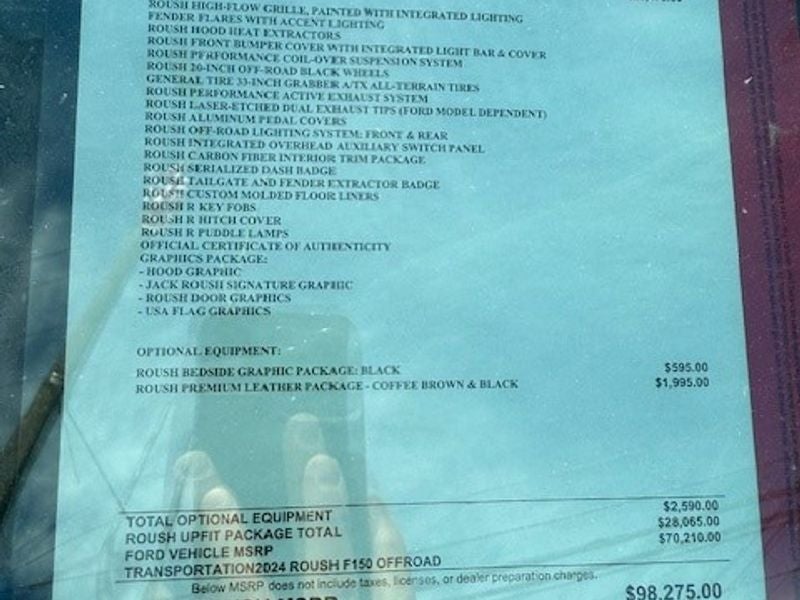 ROUSH HIGH-FLOW GRILLE, PAINTED WITH INTEGRATED LIGHTING
FENDER FLARES WITH ACCENT LIGHTING
ROUSH HOOD HEAT EXTRACTORS
ROUSH FRONT BUMPER COVER WITH INTEGRATED LIGHT BAR & COVER
ROUSH PERFORMANCE COIL-OVER SUSPENSION SYSTEM
ROUSH 20-INCH OFF-ROAD BLACK WHEELS
GENERAL TIRE 33-INCH GRABBER A/TX ALL-TERRAIN TIRES
ROUSH PERFORMANCE ACTIVE EXHAUST SYSTEM
ROUSH LASER-ETCHED DUAL EXHAUST TIPS (FORD MODEL DEPENDENT)
ROUSH ALUMINUM PEDAL COVERS
ROUSH OFF-ROAD LIGHTING SYSTEM: FRONT & REAR
ROUSH INTEGRATED OVERHEAD AUXILIARY SWITCH PANEL
ROUSH CARBON FIBER INTERIOR TRIM PACKAGE
ROUSH SERIALIZED DASH BADGE
ROUSH TAILGATE AND FENDER EXTRACTOR BADGE
ROUSH CUSTOM MOLDED FLOOR LINERS
ROUSH R KEY FOBS
ROUSH R HITCH COVER
ROUSH R PUDDLE LAMPS
OFFICIAL CERTIFICATE OF AUTHENTICITY
GRAPHICS PACKAGE:
- HOOD GRAPHIC
- JACK ROUSH SIGNATURE GRAPHIC
- ROUSH DOOR GRAPHICS
- USA FLAG GRAPHICS
OPTIONAL EQUIPMENT:
ROUSH BEDSIDE GRAPHIC PACKAGE: BLACK $595.00
ROUSH PREMIUM LEATHER PACKAGE - COFFEE BROWN & BLACK $1,995.00
TOTAL OPTIONAL EQUIPMENT $2,590.00
ROUSH UPFIT PACKAGE TOTAL $28,065.00
FORD VEHICLE MSRP $70,210.00
TRANSPORTATION2024 ROUSH F150 OFFROAD
Below MSRP does not include taxes, licenses, or dealer preparation charges.
MSRP $98,275.00